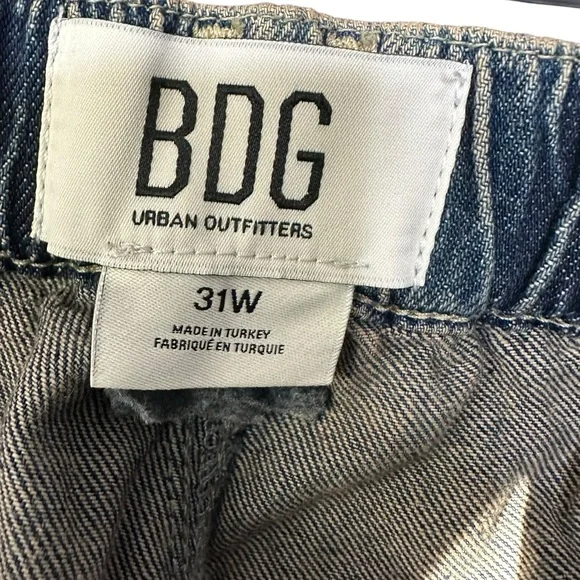 BDG
URBAN OUTFITTERS
31W
MADE IN TURKEY
FABRIQUÉ EN TURQUIE